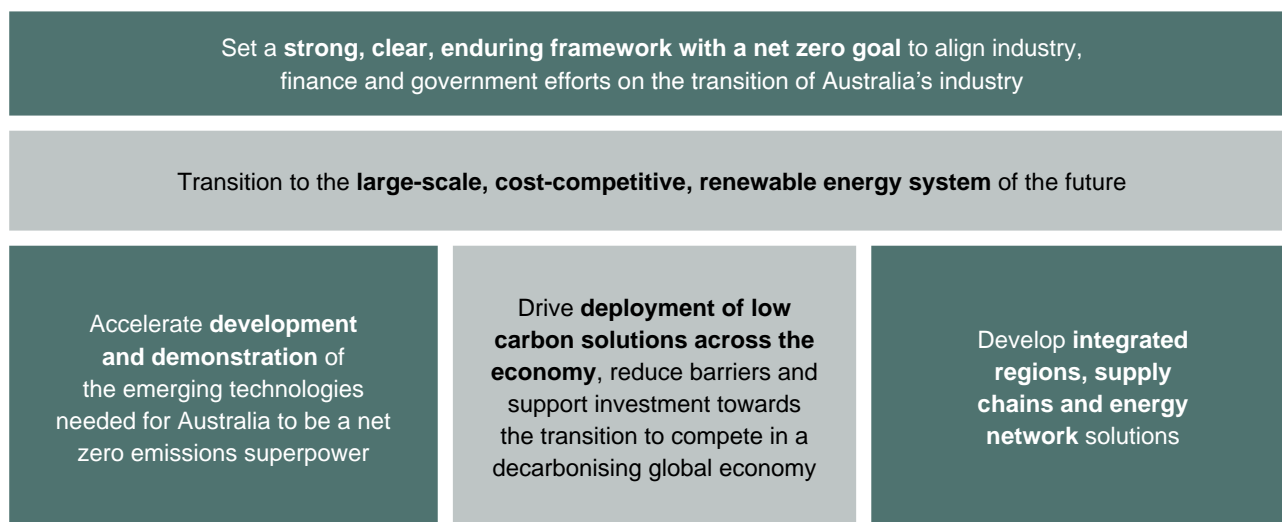 Set a strong, clear, enduring framework with a net zero goal to align industry,
finance and government efforts on the transition of Australia’s industry
Transition to the large-scale, cost-competitive, renewable energy system of the future
Accelerate development
and demonstration of
the emerging technologies
needed for Australia to be a net
zero emissions superpower
Drive deployment of low
carbon solutions across the
economy, reduce barriers and
support investment towards
the transition to compete in a
decarbonising global economy
Develop integrated
regions, supply
chains and energy
network solutions